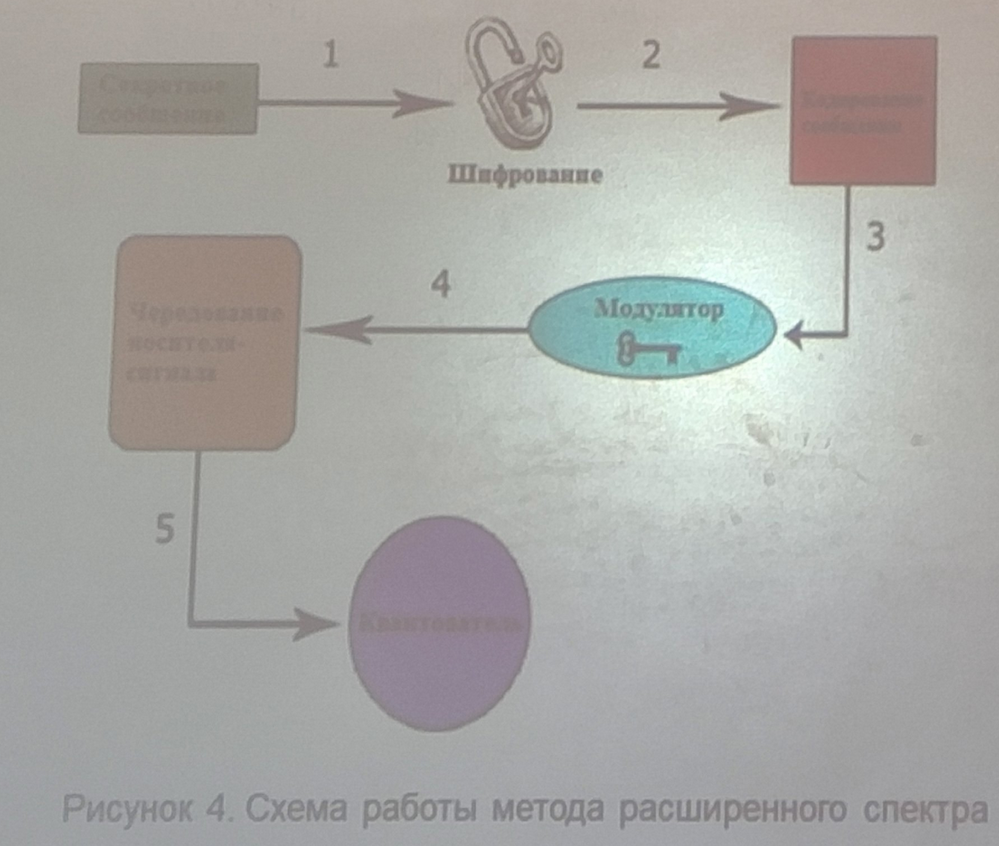 1
2
Секретное
сообщение
Кодирование
сообщения
Шифрование
3
4
Модулятор
Чередование
носителя-
сигнала
5
Квантователь
Рисунок 4. Схема работы метода расширенного спектра